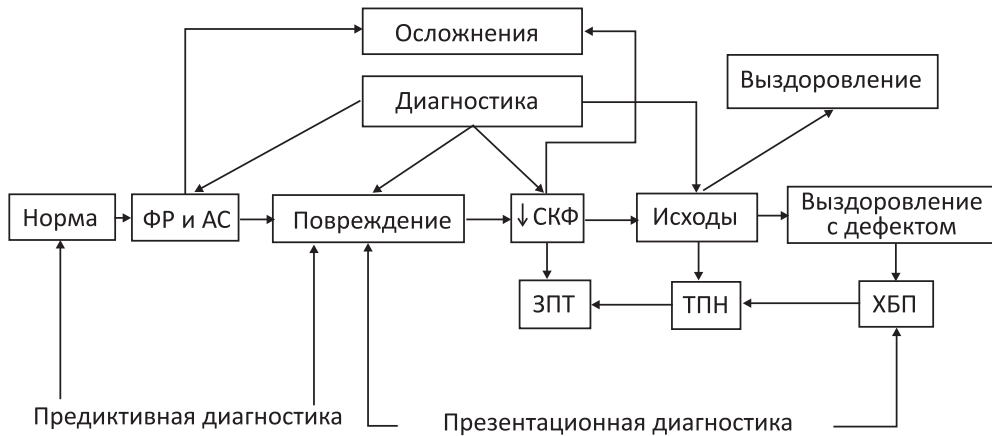 Осложнения
Диагностика
Выздоровление
Норма
ФР и АС
Повреждение
↓ СКФ
Исходы
Выздоровление
с дефектом
ЗПТ
ТПН
ХБП
Предиктивная диагностика
Презентационная диагностика